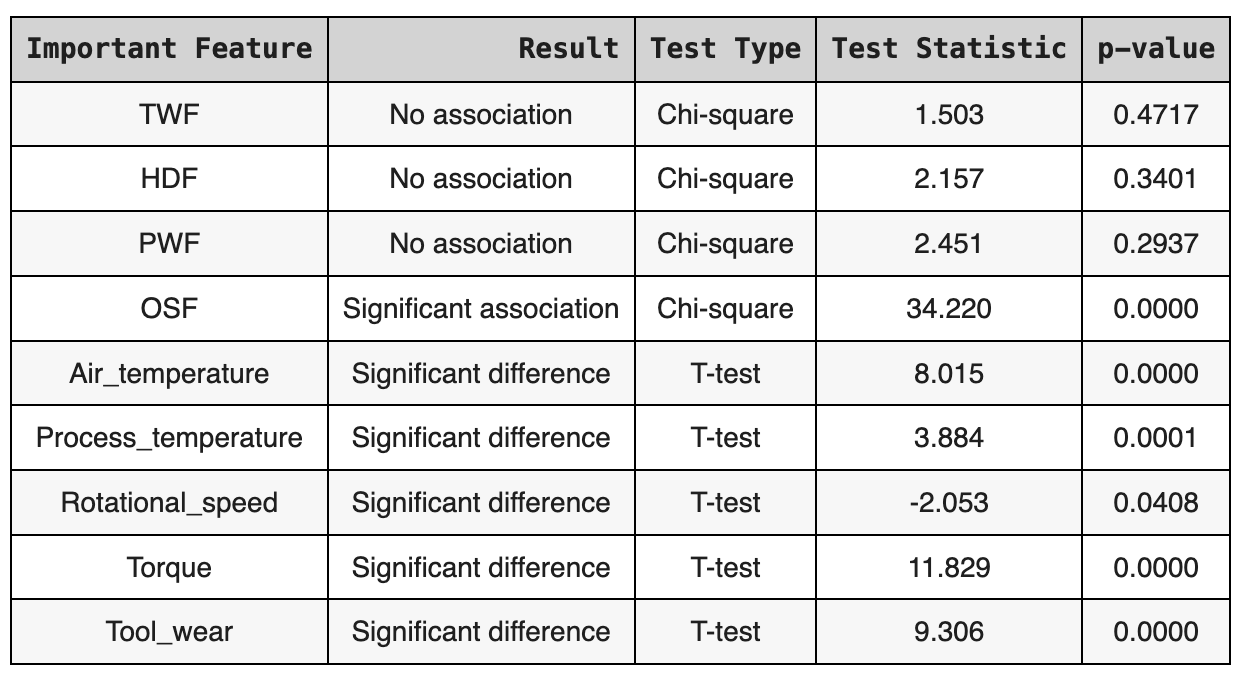 Important Feature Result Test Type Test Statistic p-value
TWF No association Chi-square 1.503 0.4717
HDF No association Chi-square 2.157 0.3401
PWF No association Chi-square 2.451 0.2937
OSF Significant association Chi-square 34.220 0.0000
Air_temperature Significant difference T-test 8.015 0.0000
Process_temperature Significant difference T-test 3.884 0.0001
Rotational_speed Significant difference T-test -2.053 0.0408
Torque Significant difference T-test 11.829 0.0000
Tool_wear Significant difference T-test 9.306 0.0000